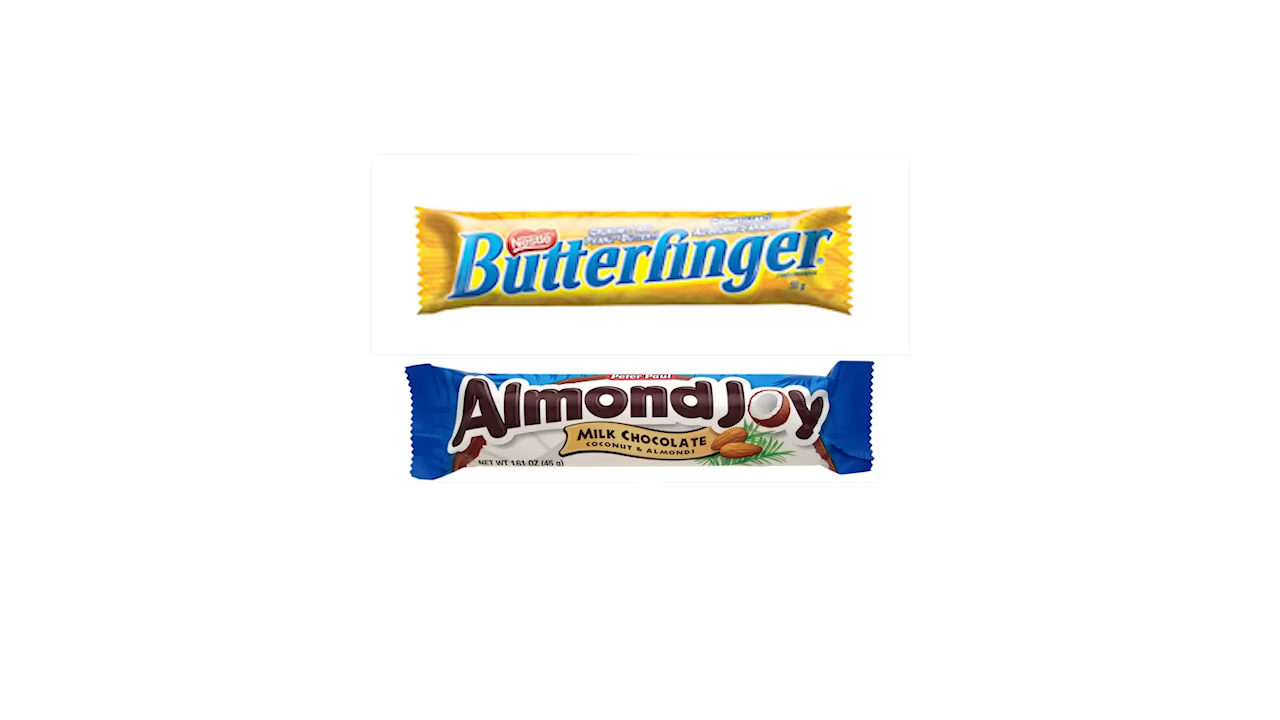 Nestlé
Butterfinger
Peter Paul
Almond Joy
MILK CHOCOLATE
COCONUT & ALMONDS
NET WT 1.61 OZ (45 g)